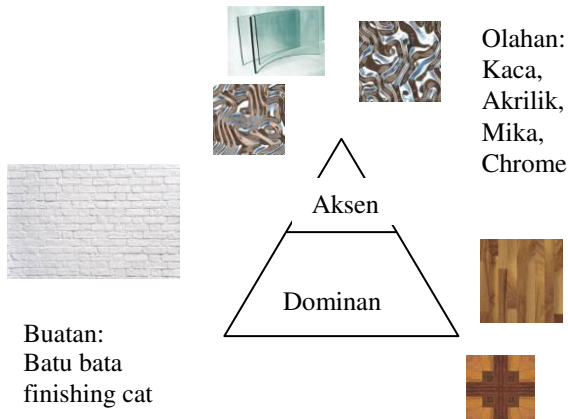 Olahan:
Kaca,
Akrilik,
Mika,
Chrome
Aksen
Dominan
Buatan:
Batu bata
finishing cat